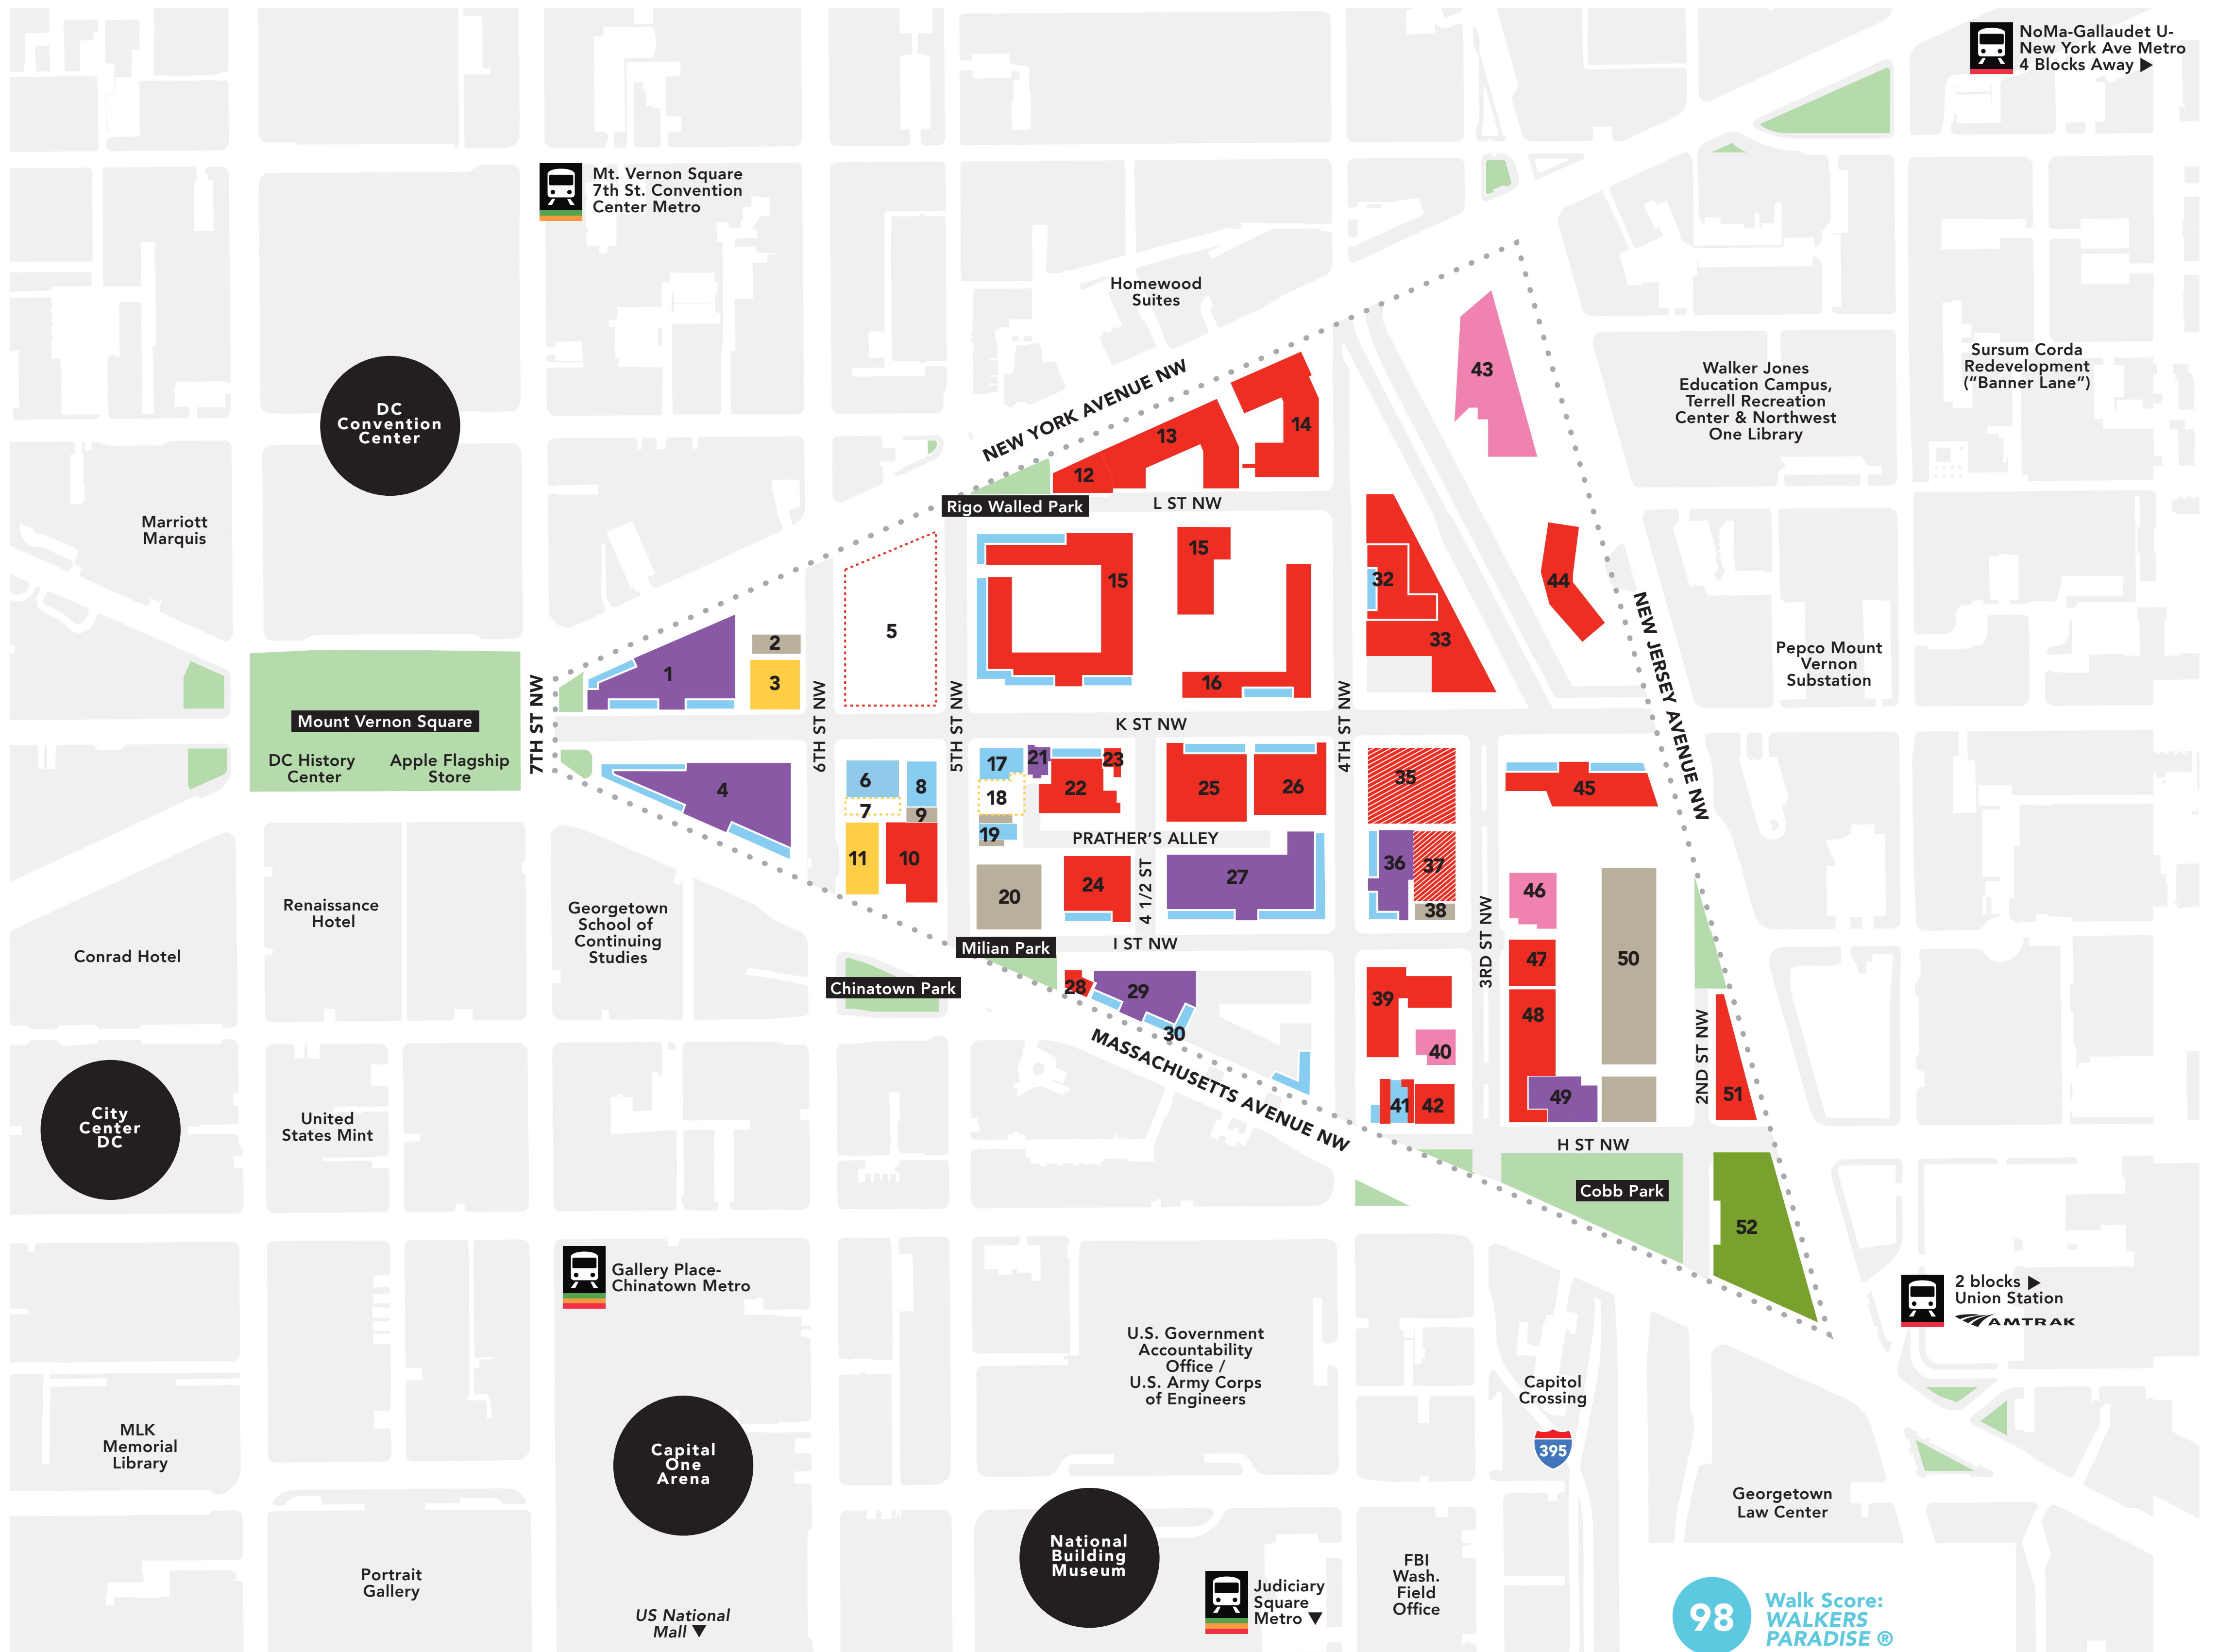 NoMa-Gallaudet U-
New York Ave Metro
4 Blocks Away ▶
Mt. Vernon Square
7th St. Convention
Center Metro
Homewood
Suites
Sursum Corda
Redevelopment
("Banner Lane")
Walker Jones
Education Campus,
Terrell Recreation
Center & Northwest
One Library
DC
Convention
Center
NEW YORK AVENUE NW
43
14
13
12
Rigo Walled Park
L ST NW
Marriott
Marquis
15
15
32
44
33
5
2
1
3
16
NEW JERSEY AVENUE NW
Pepco Mount
Vernon
Substation
7TH ST NW
6TH ST NW
5TH ST NW
4TH ST NW
Mount Vernon Square
DC History
Center
Apple Flagship
Store
K ST NW
4
6
8
7
9
11
10
17
21
23
18
22
19
25
26
35
45
PRATHER'S ALLEY
20
24
4 1/2 ST
27
36
37
38
46
3RD ST NW
Renaissance
Hotel
Georgetown
School of
Continuing
Studies
Conrad Hotel
Milian Park
I ST NW
Chinatown Park
28
29
30
47
50
39
48
40
MASSACHUSETTS AVENUE NW
2ND ST NW
51
41
42
49
City
Center
DC
United
States Mint
H ST NW
Cobb Park
52
Gallery Place-
Chinatown Metro
2 blocks ▶
Union Station
AMTRAK
U.S. Government
Accountability
Office /
U.S. Army Corps
of Engineers
Capitol
Crossing
395
MLK
Memorial
Library
Capital
One
Arena
Georgetown
Law Center
National
Building
Museum
Portrait
Gallery
US National
Mall ▼
Judiciary
Square
Metro ▼
FBI
Wash.
Field
Office
98
Walk Score:
WALKERS
PARADISE ®